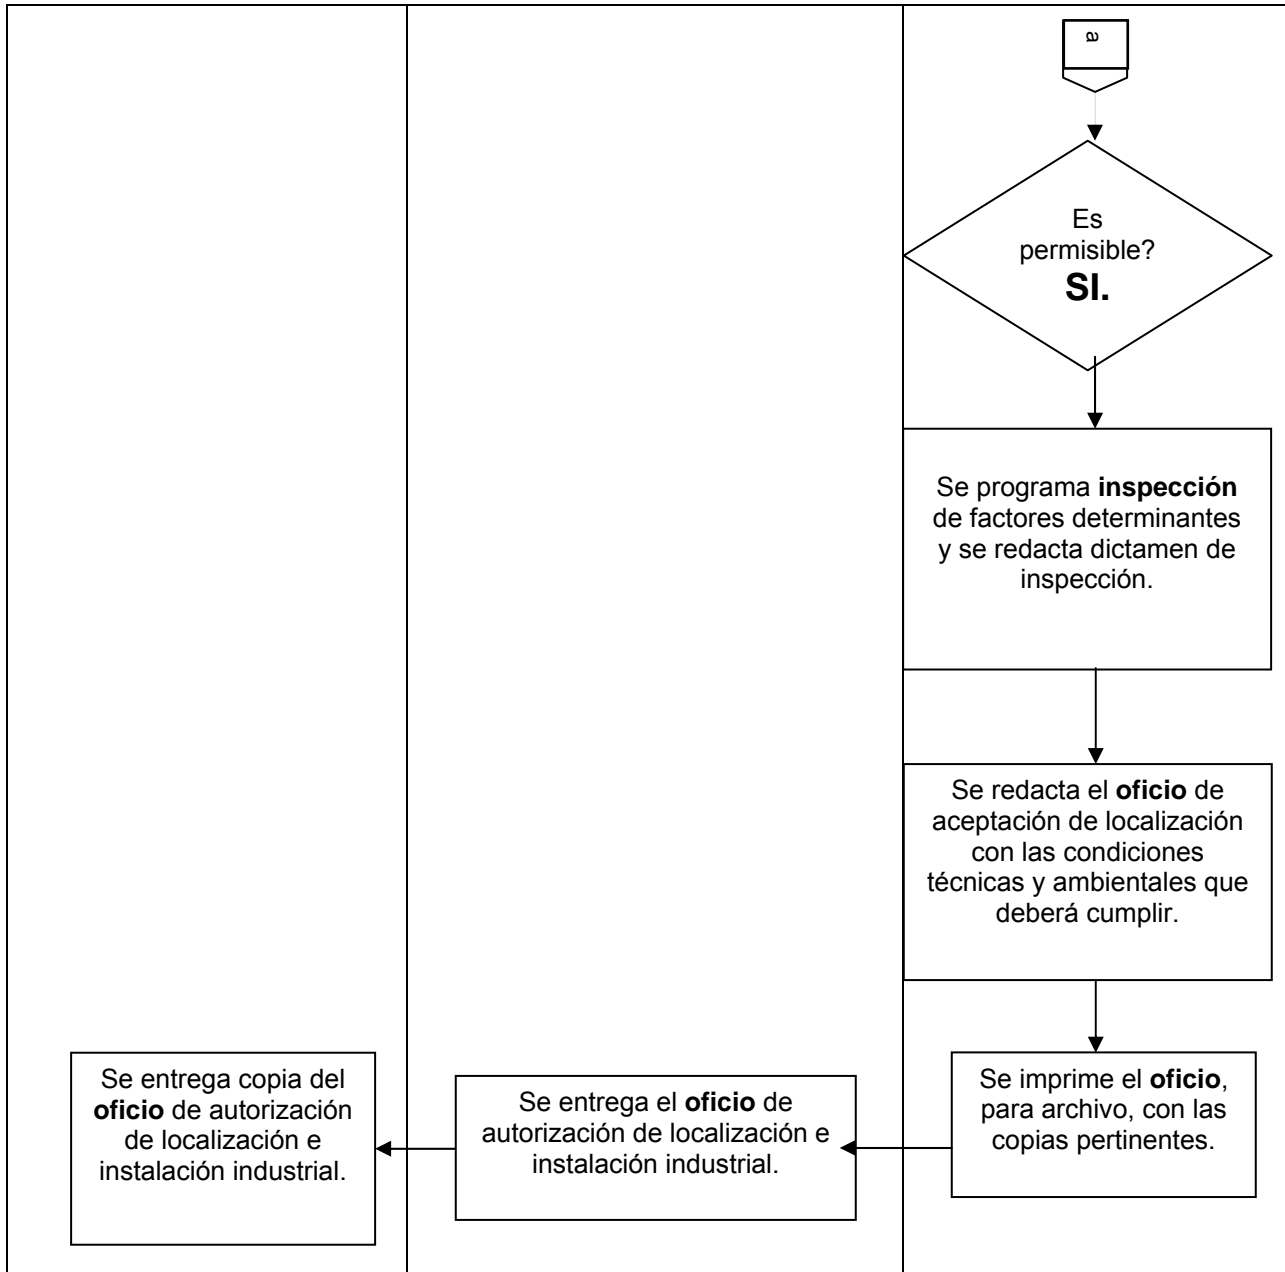 a
Es
permisible?
SI.
Se programa inspección
de factores determinantes
y se redacta dictamen de
inspección.
Se redacta el oficio de
aceptación de localización
con las condiciones
técnicas y ambientales que
deberá cumplir.
Se imprime el oficio,
para archivo, con las
copias pertinentes.
Se entrega el oficio de
autorización de localización e
instalación industrial.
Se entrega copia del
oficio de autorización
de localización e
instalación industrial.